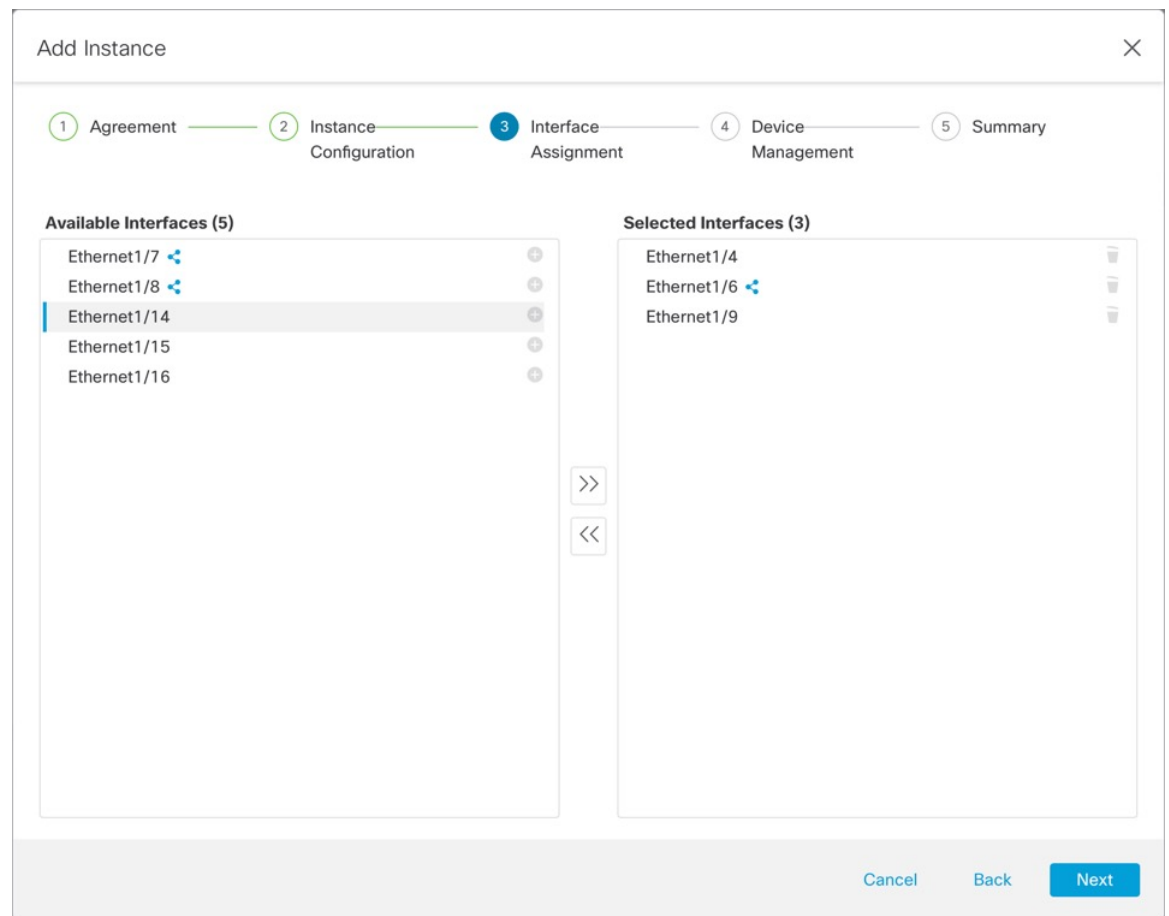 Add Instance
1 Agreement 2 Instance 3 Interface 4 Device 5 Summary
Configuration Assignment Management
Available Interfaces (5) Selected Interfaces (3)
Ethernet1/7 Ethernet1/4
Ethernet1/8 Ethernet1/6
Ethernet1/14 Ethernet1/9
Ethernet1/15
Ethernet1/16
>>
<<
Cancel Back Next